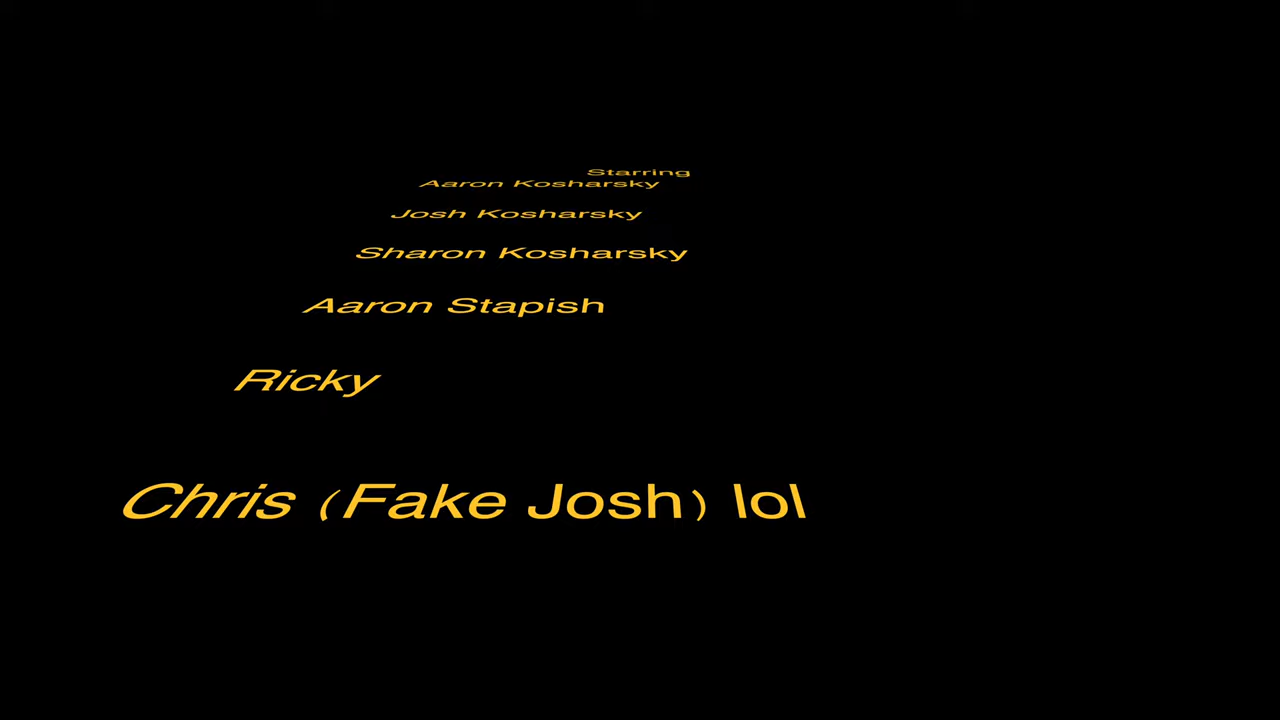 Starring
Aaron Kosharsky
Josh Kosharsky
Sharon Kosharsky
Aaron Stapish
Ricky
Chris (Fake Josh) lol